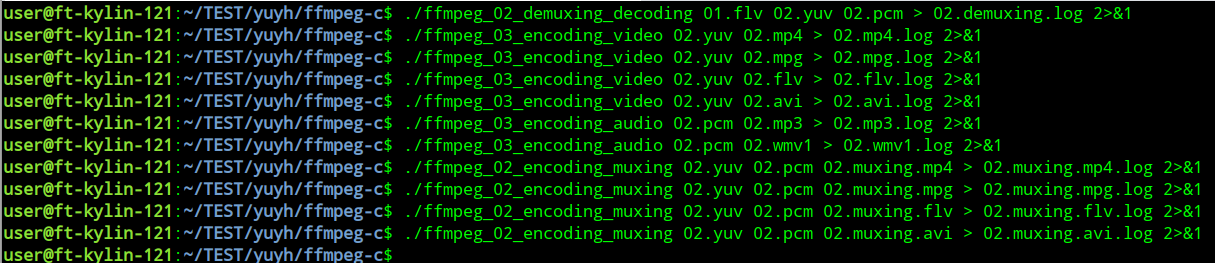 user@ft-kylin-121:~/TEST/yuyh/ffmpeg-c$ ./ffmpeg_02_demuxing_decoding 01.flv 02.yuv 02.pcm > 02.demuxing.log 2>&1
user@ft-kylin-121:~/TEST/yuyh/ffmpeg-c$ ./ffmpeg_03_encoding_video 02.yuv 02.mp4 > 02.mp4.log 2>&1
user@ft-kylin-121:~/TEST/yuyh/ffmpeg-c$ ./ffmpeg_03_encoding_video 02.yuv 02.mpg > 02.mpg.log 2>&1
user@ft-kylin-121:~/TEST/yuyh/ffmpeg-c$ ./ffmpeg_03_encoding_video 02.yuv 02.flv > 02.flv.log 2>&1
user@ft-kylin-121:~/TEST/yuyh/ffmpeg-c$ ./ffmpeg_03_encoding_video 02.yuv 02.avi > 02.avi.log 2>&1
user@ft-kylin-121:~/TEST/yuyh/ffmpeg-c$ ./ffmpeg_03_encoding_audio 02.pcm 02.mp3 > 02.mp3.log 2>&1
user@ft-kylin-121:~/TEST/yuyh/ffmpeg-c$ ./ffmpeg_03_encoding_audio 02.pcm 02.wmv1 > 02.wmv1.log 2>&1
user@ft-kylin-121:~/TEST/yuyh/ffmpeg-c$ ./ffmpeg_02_encoding_muxing 02.yuv 02.pcm 02.muxing.mp4 > 02.muxing.mp4.log 2>&1
user@ft-kylin-121:~/TEST/yuyh/ffmpeg-c$ ./ffmpeg_02_encoding_muxing 02.yuv 02.pcm 02.muxing.mpg > 02.muxing.mpg.log 2>&1
user@ft-kylin-121:~/TEST/yuyh/ffmpeg-c$ ./ffmpeg_02_encoding_muxing 02.yuv 02.pcm 02.muxing.flv > 02.muxing.flv.log 2>&1
user@ft-kylin-121:~/TEST/yuyh/ffmpeg-c$ ./ffmpeg_02_encoding_muxing 02.yuv 02.pcm 02.muxing.avi > 02.muxing.avi.log 2>&1
user@ft-kylin-121:~/TEST/yuyh/ffmpeg-c$